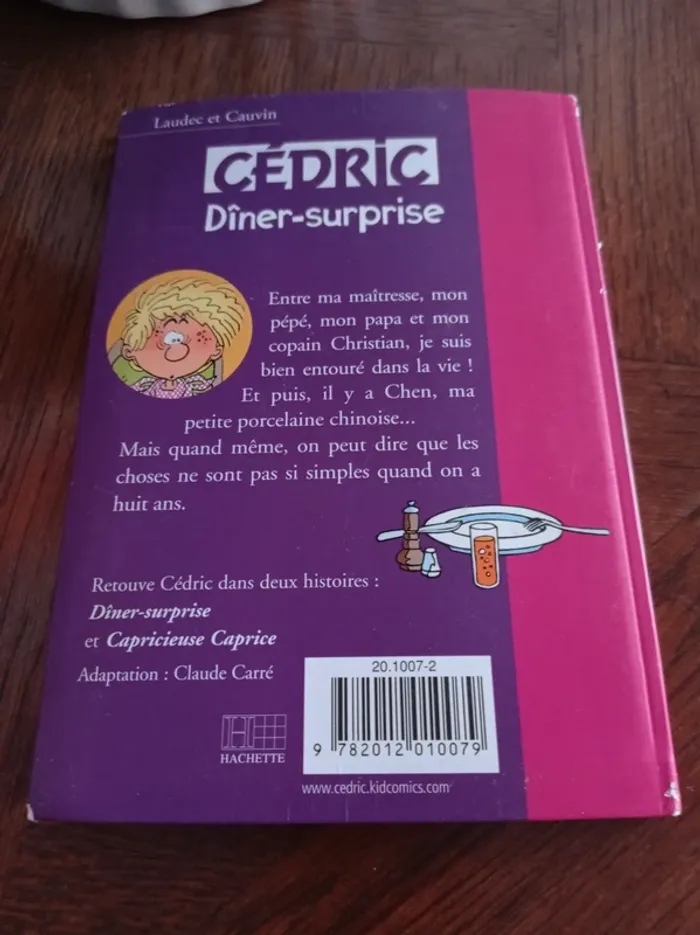 Laudec et Cauvin
CÉDRIC
Dîner-surprise
Entre ma maîtresse, mon
pépé, mon papa et mon
copain Christian, je suis
bien entouré dans la vie !
Et puis, il y a Chen, ma
petite porcelaine chinoise...
Mais quand même, on peut dire que les
choses ne sont pas si simples quand on a
huit ans.
Retouve Cédric dans deux histoires :
Dîner-surprise
et Capricieuse Caprice
Adaptation : Claude Carré
20.1007-2
9 782012 010079
HACHETTE
www.cedric.kidcomics.com